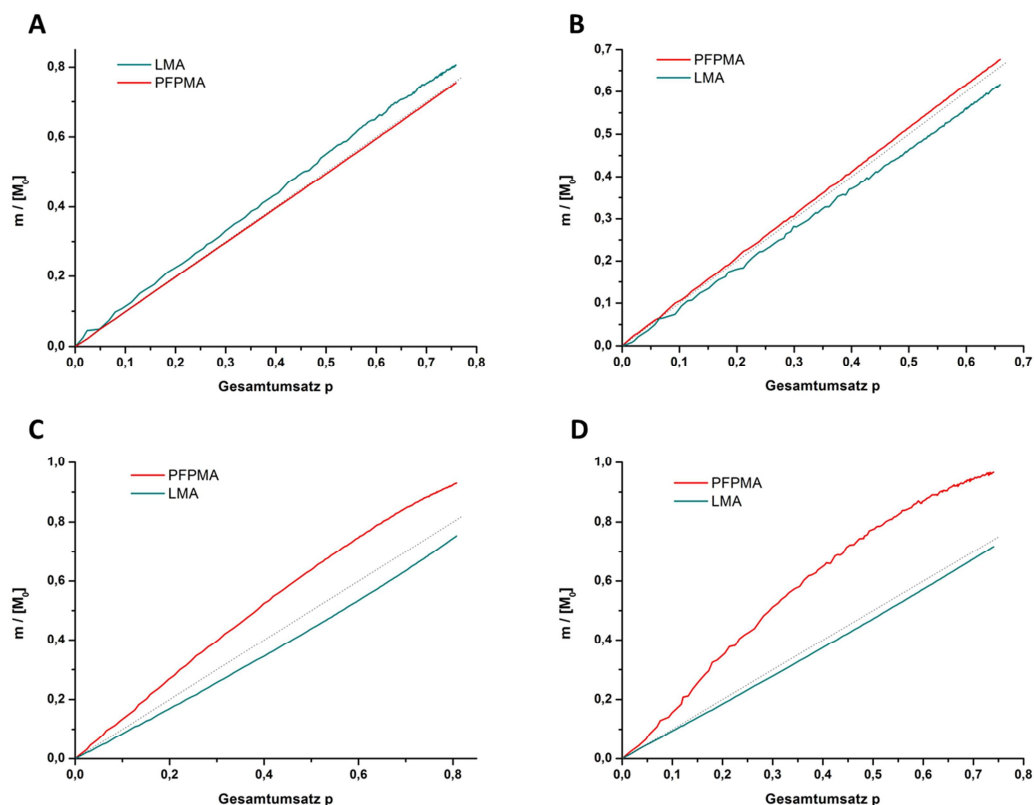 A
LMA
PFPMA
0,8
0,6
0,4
0,2
0,0
m / [M₀]
0,0 0,1 0,2 0,3 0,4 0,5 0,6 0,7 0,8
Gesamtumsatz p
B
PFPMA
LMA
0,7
0,6
0,5
0,4
0,3
0,2
0,1
0,0
m / [M₀]
0,0 0,1 0,2 0,3 0,4 0,5 0,6 0,7
Gesamtumsatz p
C
PFPMA
LMA
1,0
0,8
0,6
0,4
0,2
0,0
m / [M₀]
0,0 0,2 0,4 0,6 0,8
Gesamtumsatz p
D
PFPMA
LMA
1,0
0,8
0,6
0,4
0,2
0,0
m / [M₀]
0,0 0,1 0,2 0,3 0,4 0,5 0,6 0,7 0,8
Gesamtumsatz p